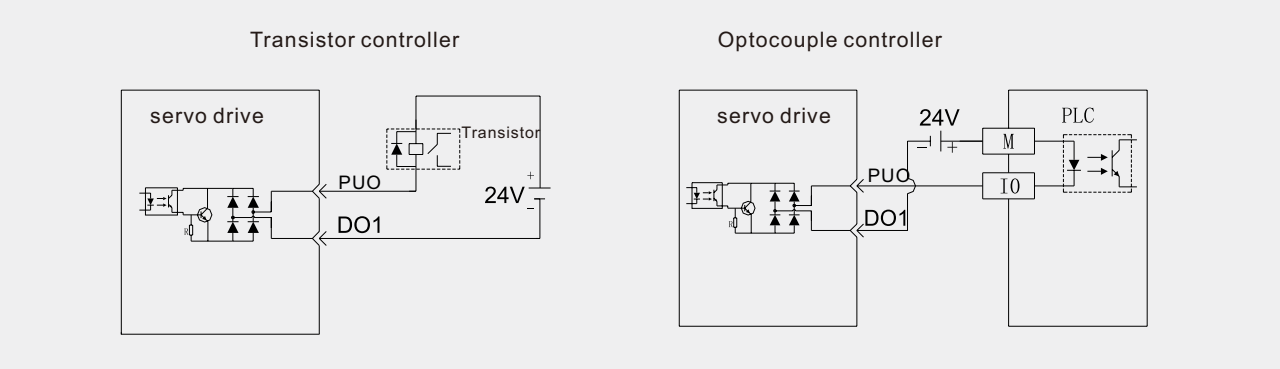 Transistor controller
Optocouple controller
servo drive
Transistor
PUO
24V
+
−
DO1
R
servo drive
24V
−
+
PLC
M
PUO
IO
DO1
R